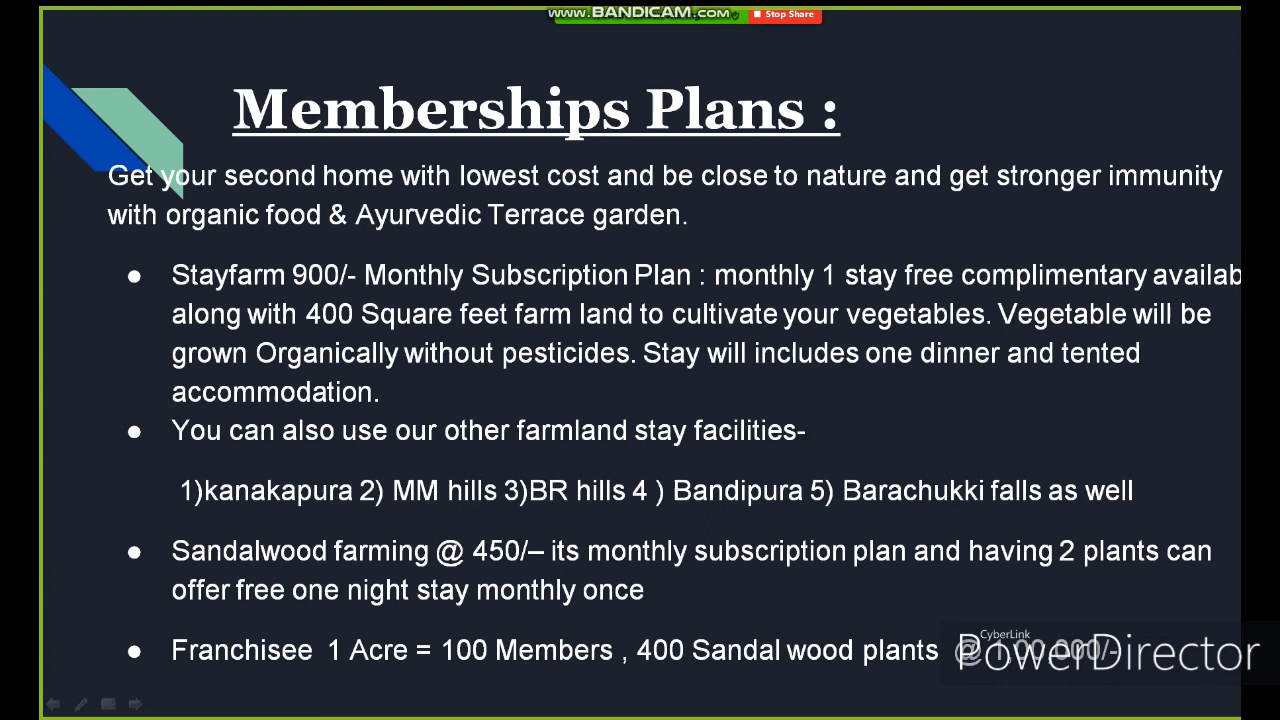 www.BANDICAM.COM
Stop Share
Memberships Plans :
Get your second home with lowest cost and be close to nature and get stronger immunity
with organic food & Ayurvedic Terrace garden.
● Stayfarm 900/- Monthly Subscription Plan : monthly 1 stay free complimentary availab
along with 400 Square feet farm land to cultivate your vegetables. Vegetable will be
grown Organically without pesticides. Stay will includes one dinner and tented
accommodation.
● You can also use our other farmland stay facilities-
1)kanakapura 2) MM hills 3)BR hills 4 ) Bandipura 5) Barachukki falls as well
● Sandalwood farming @ 450/– its monthly subscription plan and having 2 plants can
offer free one night stay monthly once
● Franchisee 1 Acre = 100 Members , 400 Sandal wood plants @ 1,00,000/-
CyberLink
PowerDirector